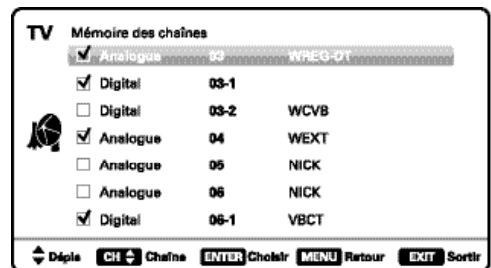 TV Mémoire des chaînes
Analogue 03 WREG-DT
Digital 03-1
Digital 03-2 WCVB
Analogue 04 WEXT
Analogue 05 NICK
Analogue 06 NICK
Digital 06-1 VBCT
Dépla CH Chaîne ENTER Choisir MENU Retour EXIT Sortir